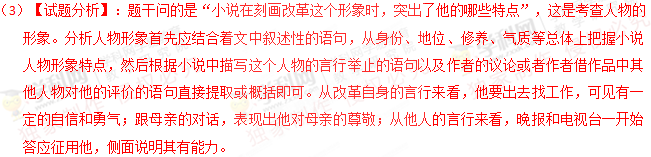 （3）【试题分析】：题干问的是“小说在刻画改革这个形象时，突出了他的哪些特点”，这是考查人物的
形象。分析人物形象首先应结合着文中叙述性的语句，从身份、地位、修养、气质等总体上把握小说
人物形象特点，然后根据小说中描写这个人物的言行举止的语句以及作者的议论或者作者借作品中其
他人物对他的评价的语句直接提取或概括即可。从改革自身的言行来看，他要出去找工作，可见有一
定的自信和勇气；跟母亲的对话，表现出他对母亲的尊敬；从他人的言行来看，晚报和电视台一开始
答应征用他，侧面说明其有能力。